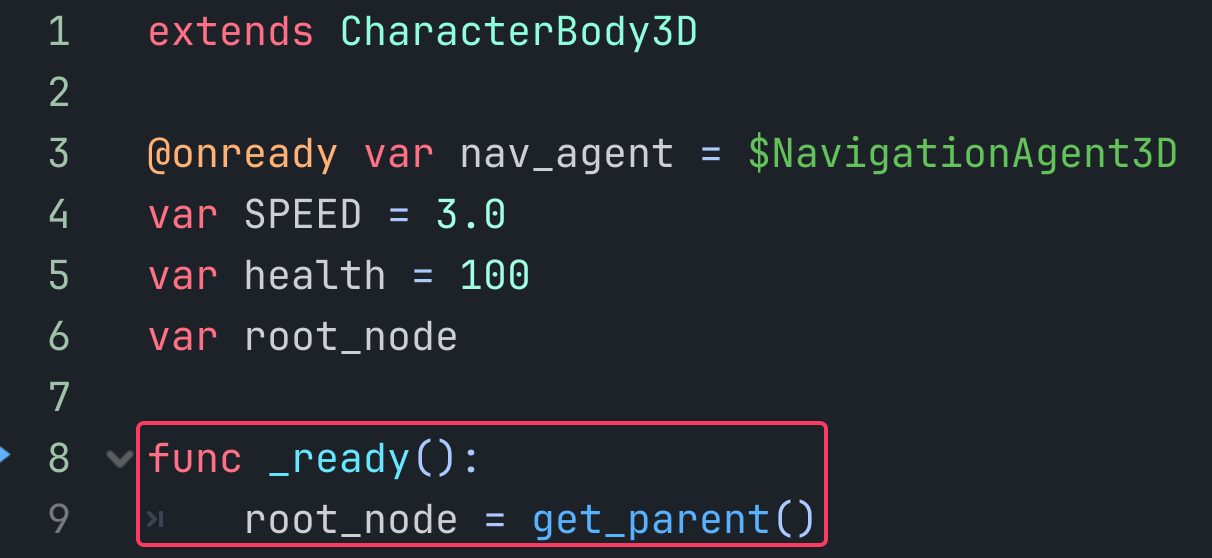 1 extends CharacterBody3D
2
3 @onready var nav_agent = $NavigationAgent3D
4 var SPEED = 3.0
5 var health = 100
6 var root_node
7
8 func _ready():
9 root_node = get_parent()